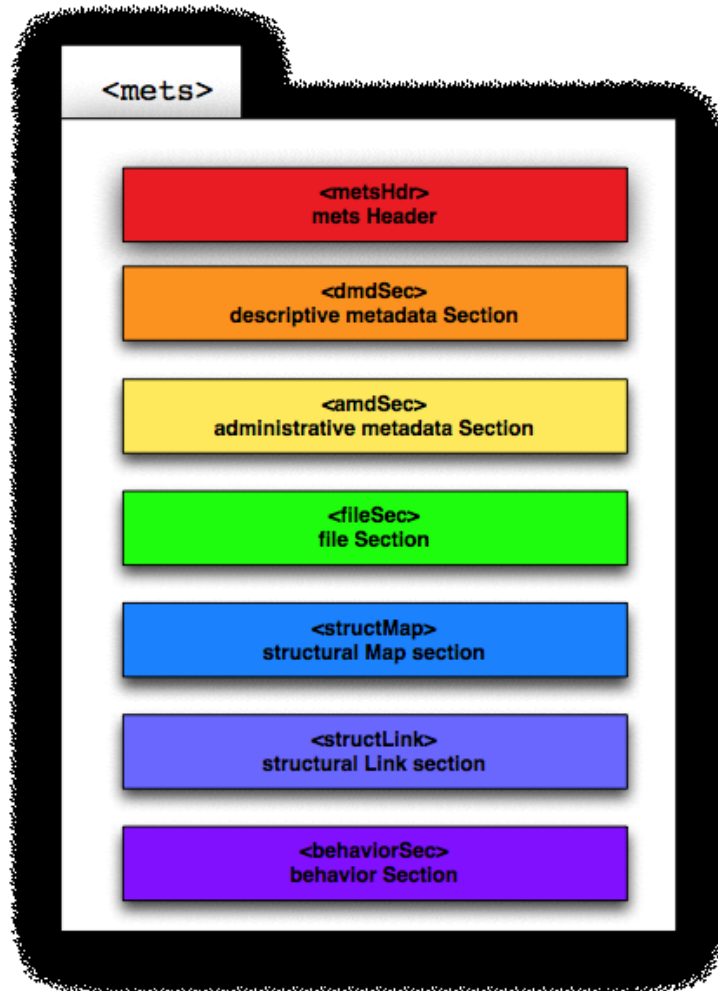 <mets>
<metsHdr>
mets Header
<dmdSec>
descriptive metadata Section
<amdSec>
administrative metadata Section
<fileSec>
file Section
<structMap>
structural Map section
<structLink>
structural Link section
<behaviorSec>
behavior Section